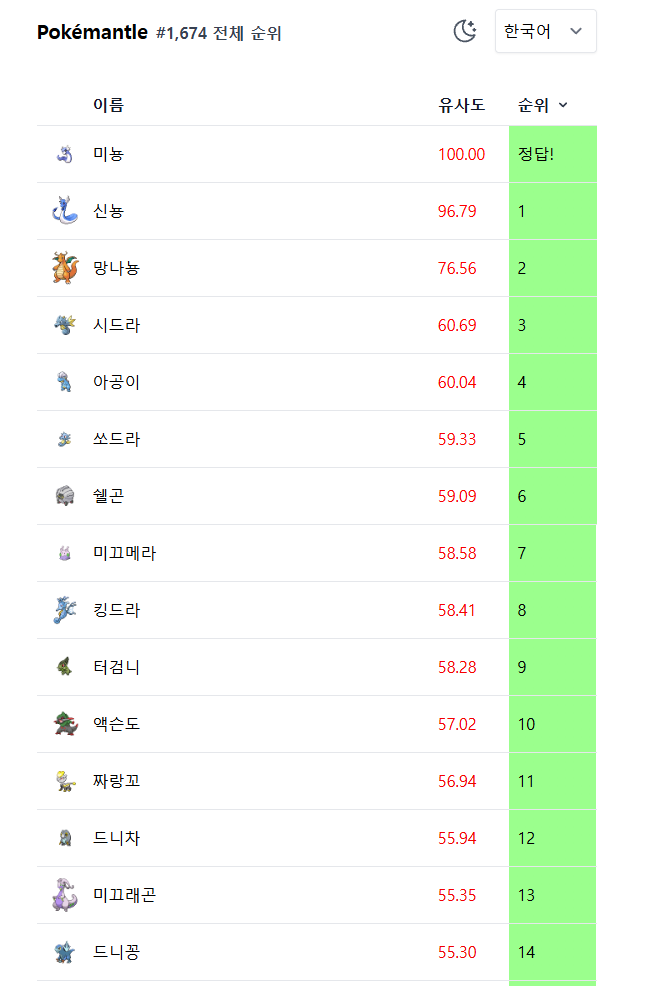 Pokémantle #1,674 전체 순위 한국어
이름 유사도 순위
미뇽 100.00 정답!
신뇽 96.79 1
망나뇽 76.56 2
시드라 60.69 3
아공이 60.04 4
쏘드라 59.33 5
쉘곤 59.09 6
미끄메라 58.58 7
킹드라 58.41 8
터검니 58.28 9
액슨도 57.02 10
짜랑꼬 56.94 11
드니차 55.94 12
미끄래곤 55.35 13
드니꽁 55.30 14